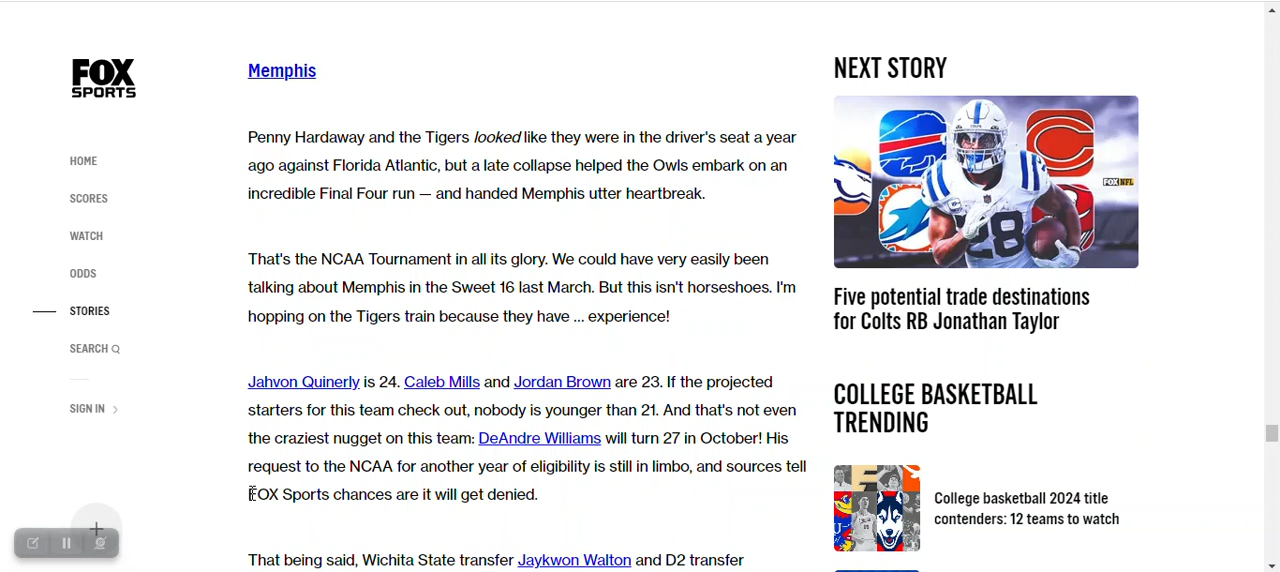 FOX
SPORTS
HOME
SCORES
WATCH
ODDS
STORIES
SEARCH
SIGN IN
Memphis
Penny Hardaway and the Tigers looked like they were in the driver's seat a year
ago against Florida Atlantic, but a late collapse helped the Owls embark on an
incredible Final Four run — and handed Memphis utter heartbreak.
That's the NCAA Tournament in all its glory. We could have very easily been
talking about Memphis in the Sweet 16 last March. But this isn't horseshoes. I'm
hopping on the Tigers train because they have ... experience!
Jahvon Quinerly is 24. Caleb Mills and Jordan Brown are 23. If the projected
starters for this team check out, nobody is younger than 21. And that's not even
the craziest nugget on this team: DeAndre Williams will turn 27 in October! His
request to the NCAA for another year of eligibility is still in limbo, and sources tell
FOX Sports chances are it will get denied.
That being said, Wichita State transfer Jaykwon Walton and D2 transfer
NEXT STORY
28
FOX NFL
Five potential trade destinations
for Colts RB Jonathan Taylor
COLLEGE BASKETBALL
TRENDING
College basketball 2024 title
contenders: 12 teams to watch